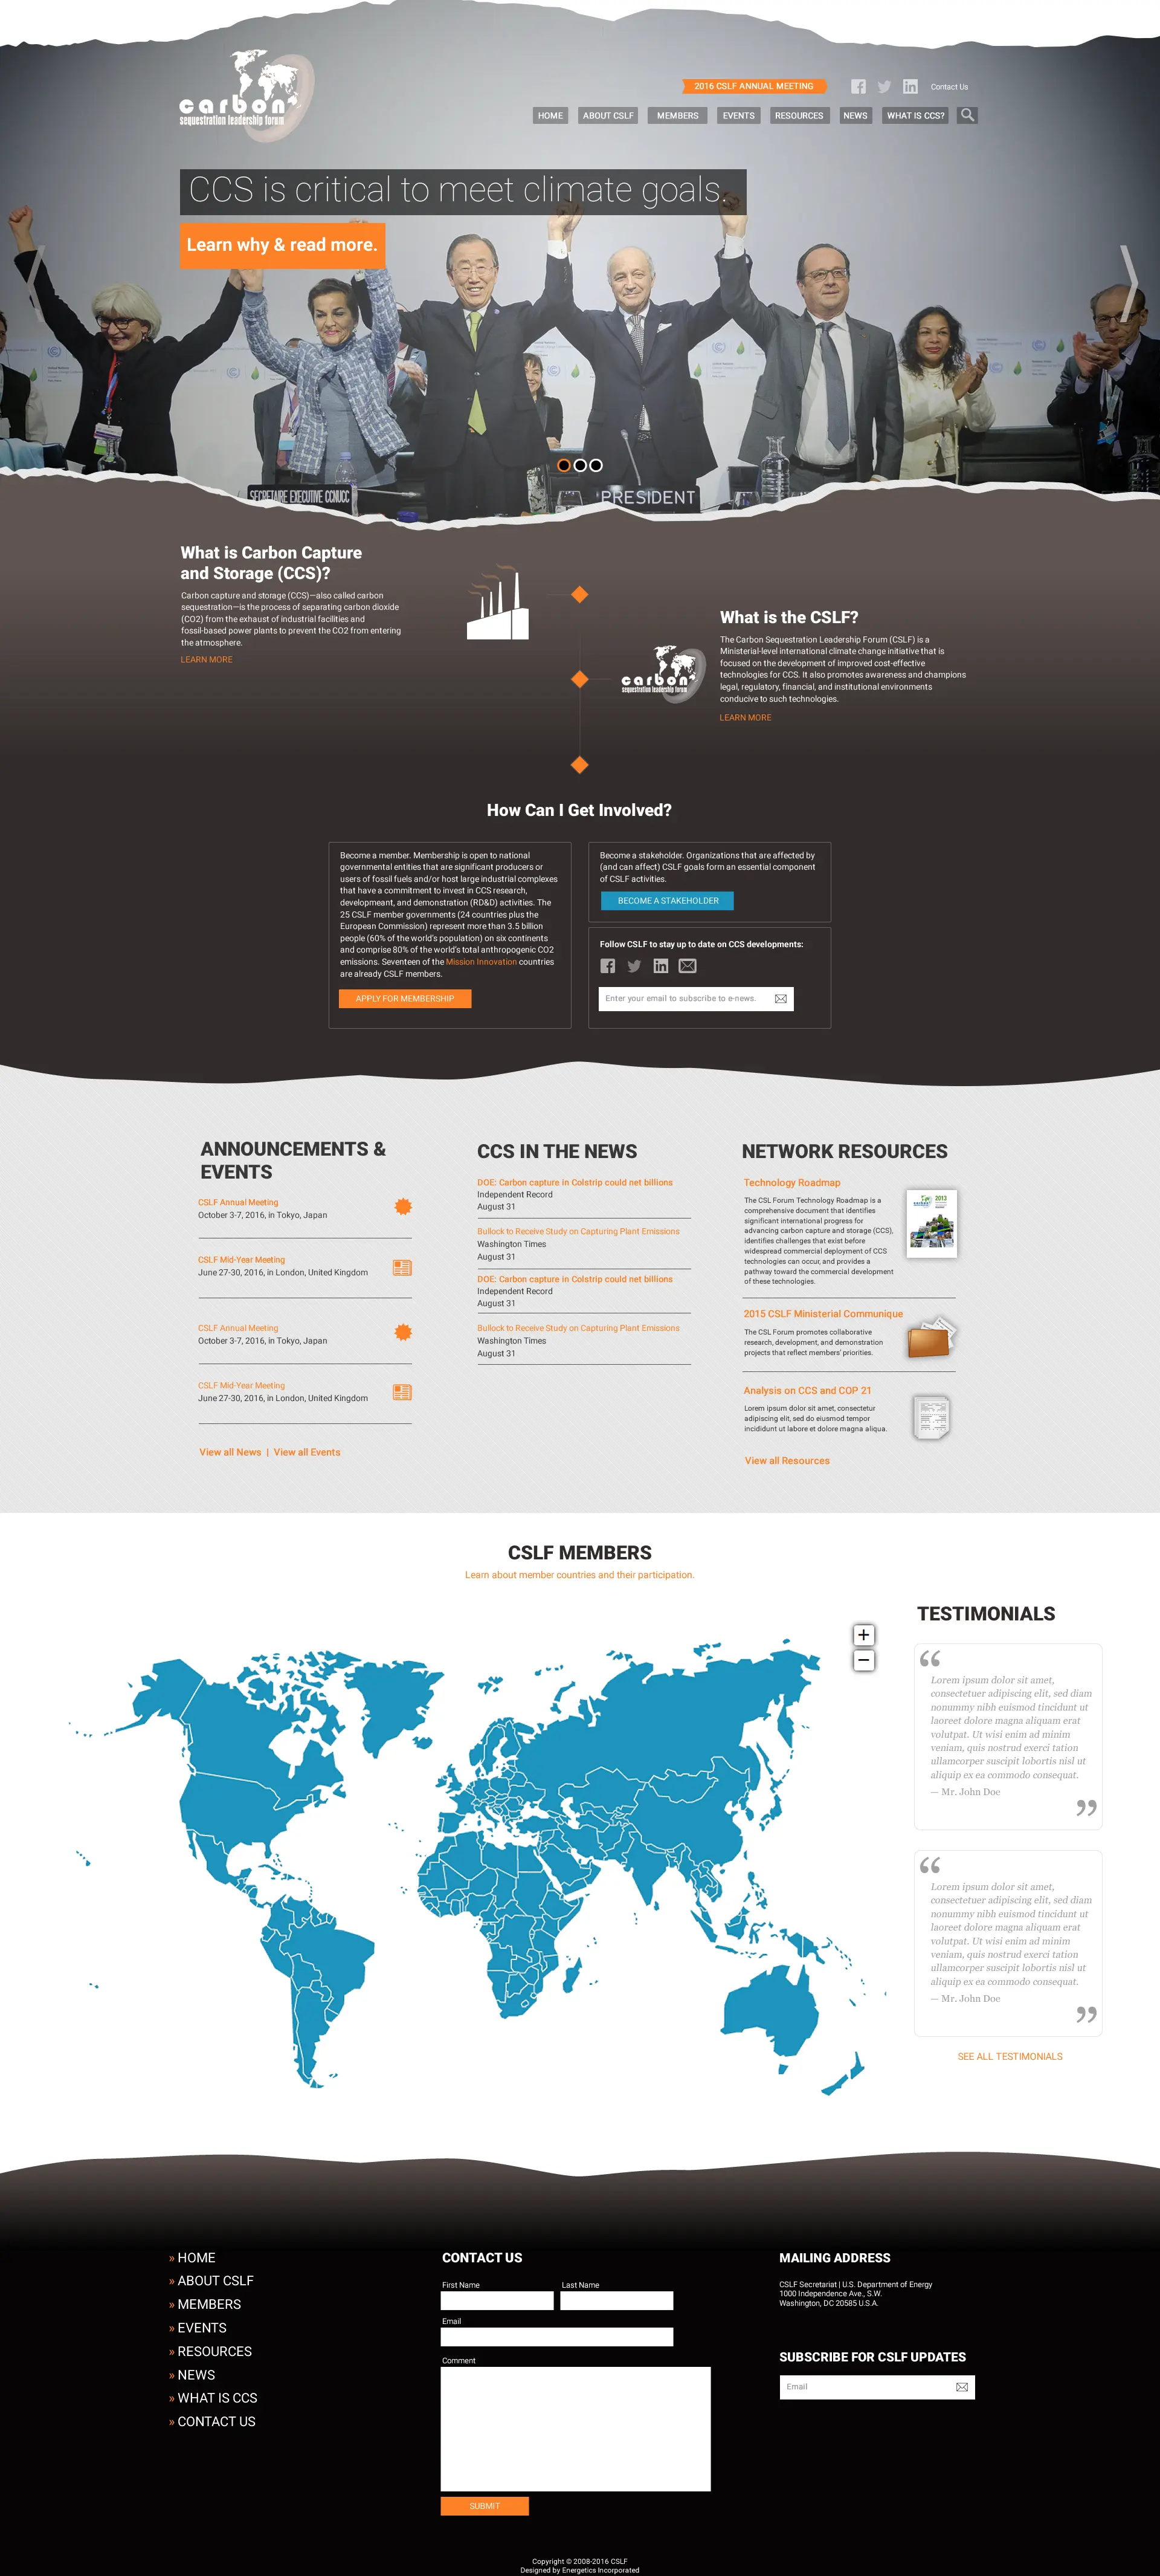 carbon
sequestration leadership forum
2016 CSLF ANNUAL MEETING
Contact Us
HOME
ABOUT CSLF
MEMBERS
EVENTS
RESOURCES
NEWS
WHAT IS CCS?
CCS is critical to meet climate goals.
Learn why & read more.
SECRETAIRE EXECUTIVE CCNUCC
PRESIDENT
What is Carbon Capture
and Storage (CCS)?
Carbon capture and storage (CCS)—also called carbon
sequestration—is the process of separating carbon dioxide
(CO2) from the exhaust of industrial facilities and
fossil-based power plants to prevent the CO2 from entering
the atmosphere.
LEARN MORE
What is the CSLF?
The Carbon Sequestration Leadership Forum (CSLF) is a
Ministerial-level international climate change initiative that is
focused on the development of improved cost-effective
technologies for CCS. It also promotes awareness and champions
legal, regulatory, financial, and institutional environments
conducive to such technologies.
LEARN MORE
carbon
sequestration leadership forum
How Can I Get Involved?
Become a member. Membership is open to national
governmental entities that are significant producers or
users of fossil fuels and/or host large industrial complexes
that have a commitment to invest in CCS research,
developmeant, and demonstration (RD&D) activities. The
25 CSLF member governments (24 countries plus the
European Commission) represent more than 3.5 billion
people (60% of the world's population) on six continents
and comprise 80% of the world's total anthropogenic CO2
emissions. Seventeen of the Mission Innovation countries
are already CSLF members.
APPLY FOR MEMBERSHIP
Become a stakeholder. Organizations that are affected by
(and can affect) CSLF goals form an essential component
of CSLF activities.
BECOME A STAKEHOLDER
Follow CSLF to stay up to date on CCS developments:
Enter your email to subscribe to e-news.
ANNOUNCEMENTS &
EVENTS
CSLF Annual Meeting
October 3-7, 2016, in Tokyo, Japan
CSLF Mid-Year Meeting
June 27-30, 2016, in London, United Kingdom
CSLF Annual Meeting
October 3-7, 2016, in Tokyo, Japan
CSLF Mid-Year Meeting
June 27-30, 2016, in London, United Kingdom
View all News | View all Events
CCS IN THE NEWS
DOE: Carbon capture in Colstrip could net billions
Independent Record
August 31
Bullock to Receive Study on Capturing Plant Emissions
Washington Times
August 31
DOE: Carbon capture in Colstrip could net billions
Independent Record
August 31
Bullock to Receive Study on Capturing Plant Emissions
Washington Times
August 31
NETWORK RESOURCES
Technology Roadmap
The CSL Forum Technology Roadmap is a
comprehensive document that identifies
significant international progress for
advancing carbon capture and storage (CCS),
identifies challenges that exist before
widespread commercial deployment of CCS
technologies can occur, and provides a
pathway toward the commercial development
of these technologies.
2013
2015 CSLF Ministerial Communique
The CSL Forum promotes collaborative
research, development, and demonstration
projects that reflect members' priorities.
Analysis on CCS and COP 21
Lorem ipsum dolor sit amet, consectetur
adipiscing elit, sed do eiusmod tempor
incididunt ut labore et dolore magna aliqua.
View all Resources
CSLF MEMBERS
Learn about member countries and their participation.
+
−
TESTIMONIALS
“
Lorem ipsum dolor sit amet,
consectetuer adipiscing elit, sed diam
nonummy nibh euismod tincidunt ut
laoreet dolore magna aliquam erat
volutpat. Ut wisi enim ad minim
veniam, quis nostrud exerci tation
ullamcorper suscipit lobortis nisl ut
aliquip ex ea commodo consequat.
— Mr. John Doe
”
“
Lorem ipsum dolor sit amet,
consectetuer adipiscing elit, sed diam
nonummy nibh euismod tincidunt ut
laoreet dolore magna aliquam erat
volutpat. Ut wisi enim ad minim
veniam, quis nostrud exerci tation
ullamcorper suscipit lobortis nisl ut
aliquip ex ea commodo consequat.
— Mr. John Doe
”
SEE ALL TESTIMONIALS
» HOME
» ABOUT CSLF
» MEMBERS
» EVENTS
» RESOURCES
» NEWS
» WHAT IS CCS
» CONTACT US
CONTACT US
First Name
Last Name
Email
Comment
SUBMIT
MAILING ADDRESS
CSLF Secretariat | U.S. Department of Energy
1000 Independence Ave., S.W.
Washington, DC 20585 U.S.A.
SUBSCRIBE FOR CSLF UPDATES
Email
Copyright © 2008-2016 CSLF
Designed by Energetics Incorporated